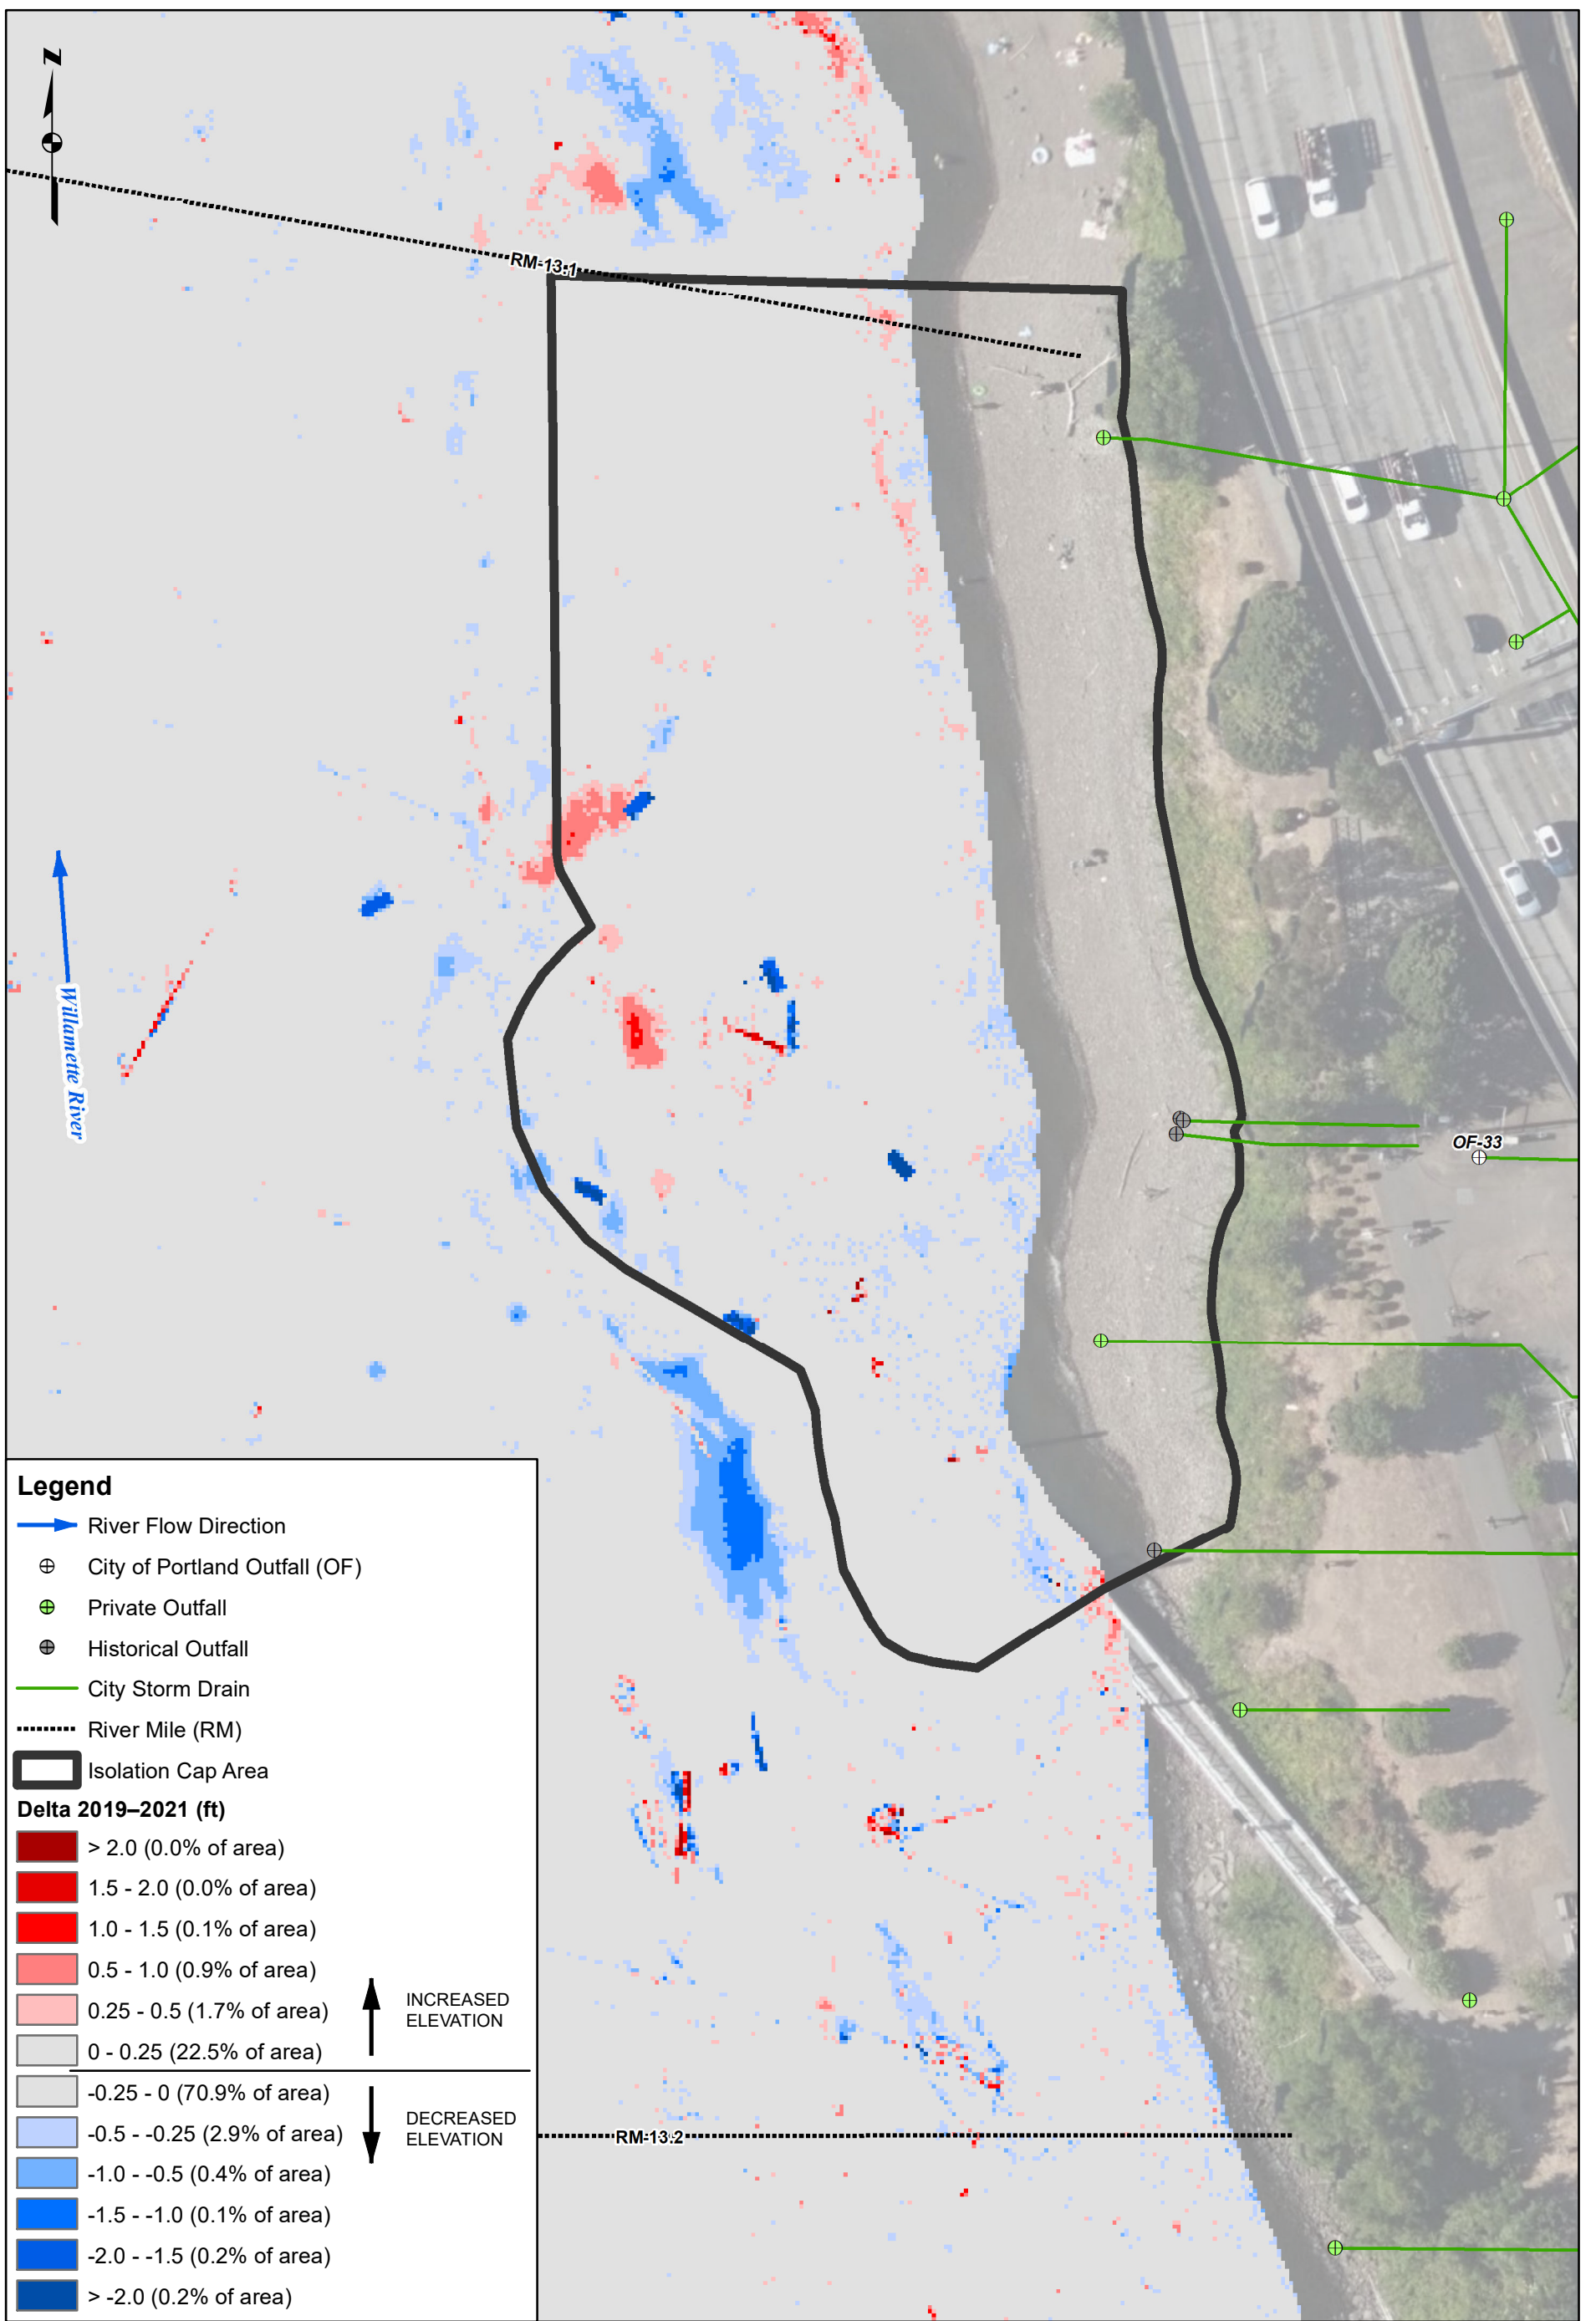 N
RM-13.1
Willamette River
OF-33
Legend
River Flow Direction
City of Portland Outfall (OF)
Private Outfall
Historical Outfall
City Storm Drain
River Mile (RM)
Isolation Cap Area
Delta 2019–2021 (ft)
> 2.0 (0.0% of area)
1.5 - 2.0 (0.0% of area)
1.0 - 1.5 (0.1% of area)
0.5 - 1.0 (0.9% of area)
0.25 - 0.5 (1.7% of area)
0 - 0.25 (22.5% of area)
INCREASED
ELEVATION
-0.25 - 0 (70.9% of area)
-0.5 - -0.25 (2.9% of area)
-1.0 - -0.5 (0.4% of area)
-1.5 - -1.0 (0.1% of area)
-2.0 - -1.5 (0.2% of area)
> -2.0 (0.2% of area)
DECREASED
ELEVATION
RM-13.2